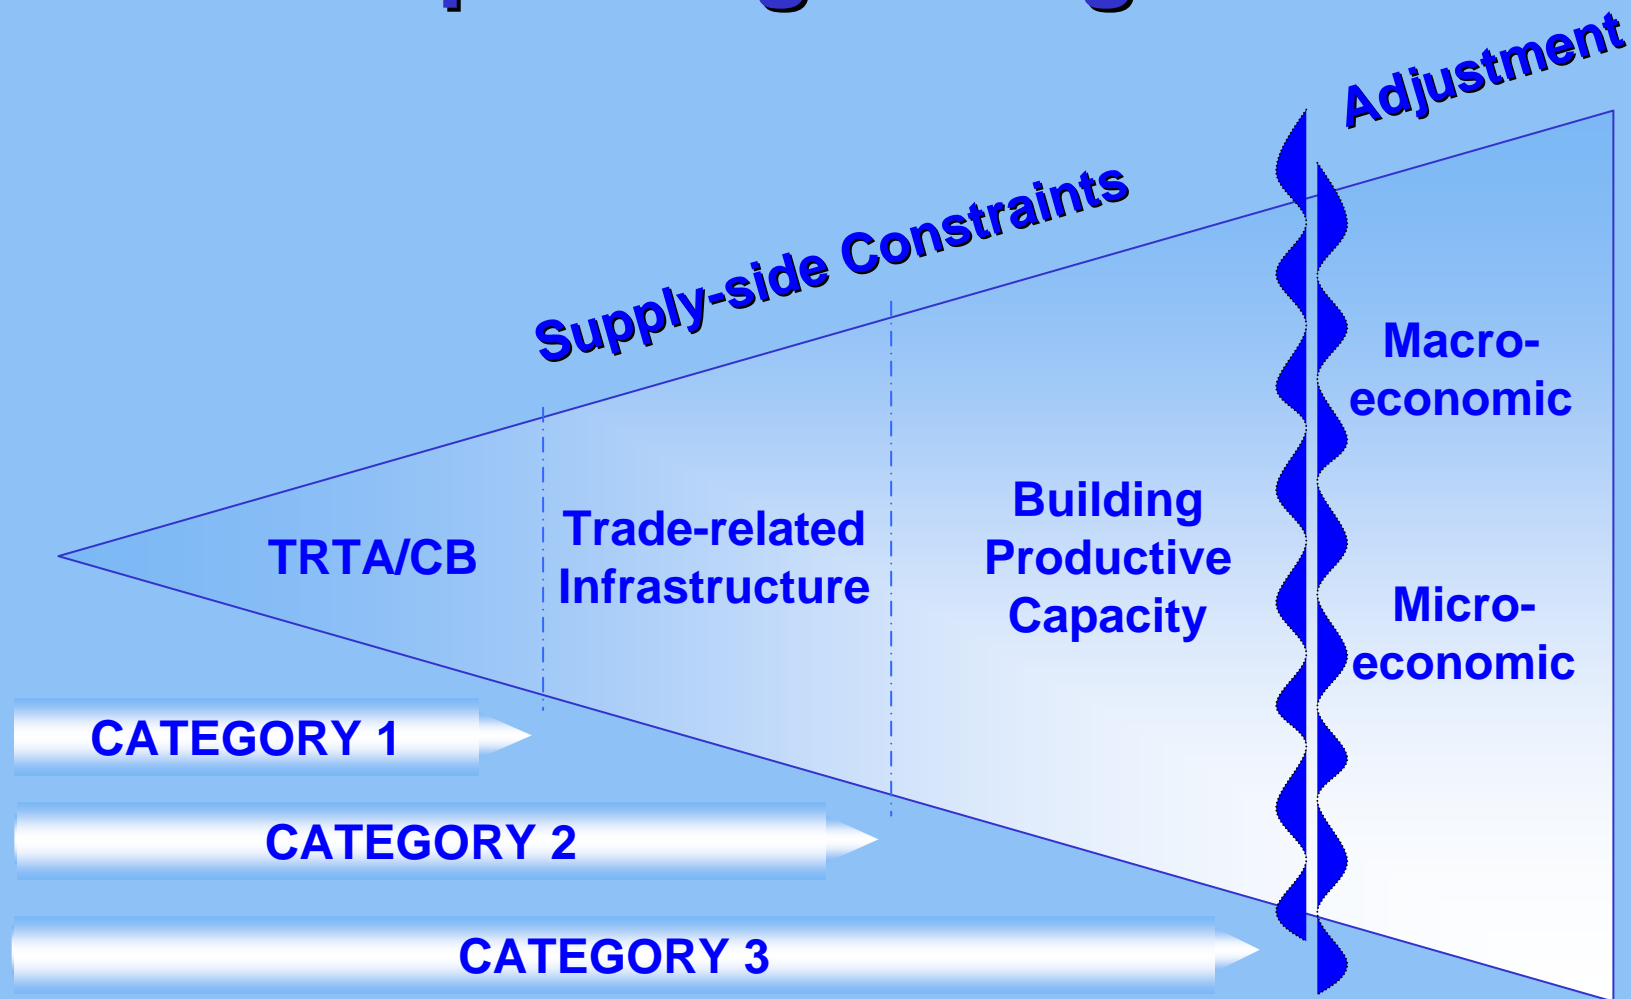 Adjustment
Supply-side Constraints
Macro-
economic
TRTA/CB
Trade-related
Infrastructure
Building
Productive
Capacity
Micro-
economic
CATEGORY 1
CATEGORY 2
CATEGORY 3